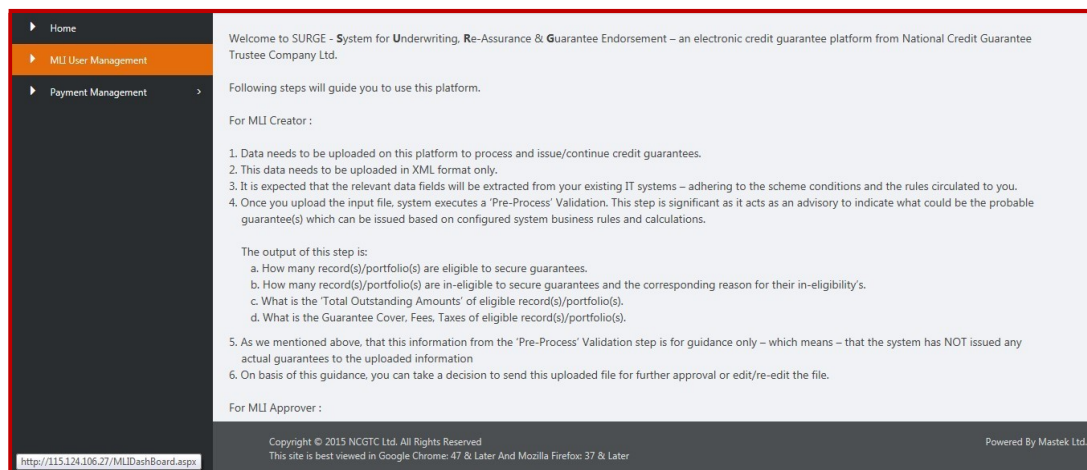 Home
MLI User Management
Payment Management
Welcome to SURGE - System for Underwriting, Re-Assurance & Guarantee Endorsement – an electronic credit guarantee platform from National Credit Guarantee
Trustee Company Ltd.
Following steps will guide you to use this platform.
For MLI Creator :
1. Data needs to be uploaded on this platform to process and issue/continue credit guarantees.
2. This data needs to be uploaded in XML format only.
3. It is expected that the relevant data fields will be extracted from your existing IT systems – adhering to the scheme conditions and the rules circulated to you.
4. Once you upload the input file, system executes a 'Pre-Process' Validation. This step is significant as it acts as an advisory to indicate what could be the probable
guarantee(s) which can be issued based on configured system business rules and calculations.
The output of this step is:
a. How many record(s)/portfolio(s) are eligible to secure guarantees.
b. How many record(s)/portfolio(s) are in-eligible to secure guarantees and the corresponding reason for their in-eligibility's.
c. What is the 'Total Outstanding Amounts' of eligible record(s)/portfolio(s).
d. What is the Guarantee Cover, Fees, Taxes of eligible record(s)/portfolio(s).
5. As we mentioned above, that this information from the 'Pre-Process' Validation step is for guidance only – which means – that the system has NOT issued any
actual guarantees to the uploaded information
6. On basis of this guidance, you can take a decision to send this uploaded file for further approval or edit/re-edit the file.
For MLI Approver :
Copyright © 2015 NCGTC Ltd. All Rights Reserved
Powered By Mastek Ltd.
This site is best viewed in Google Chrome: 47 & Later And Mozilla Firefox: 37 & Later
http://115.124.106.27/MLIDashBoard.aspx